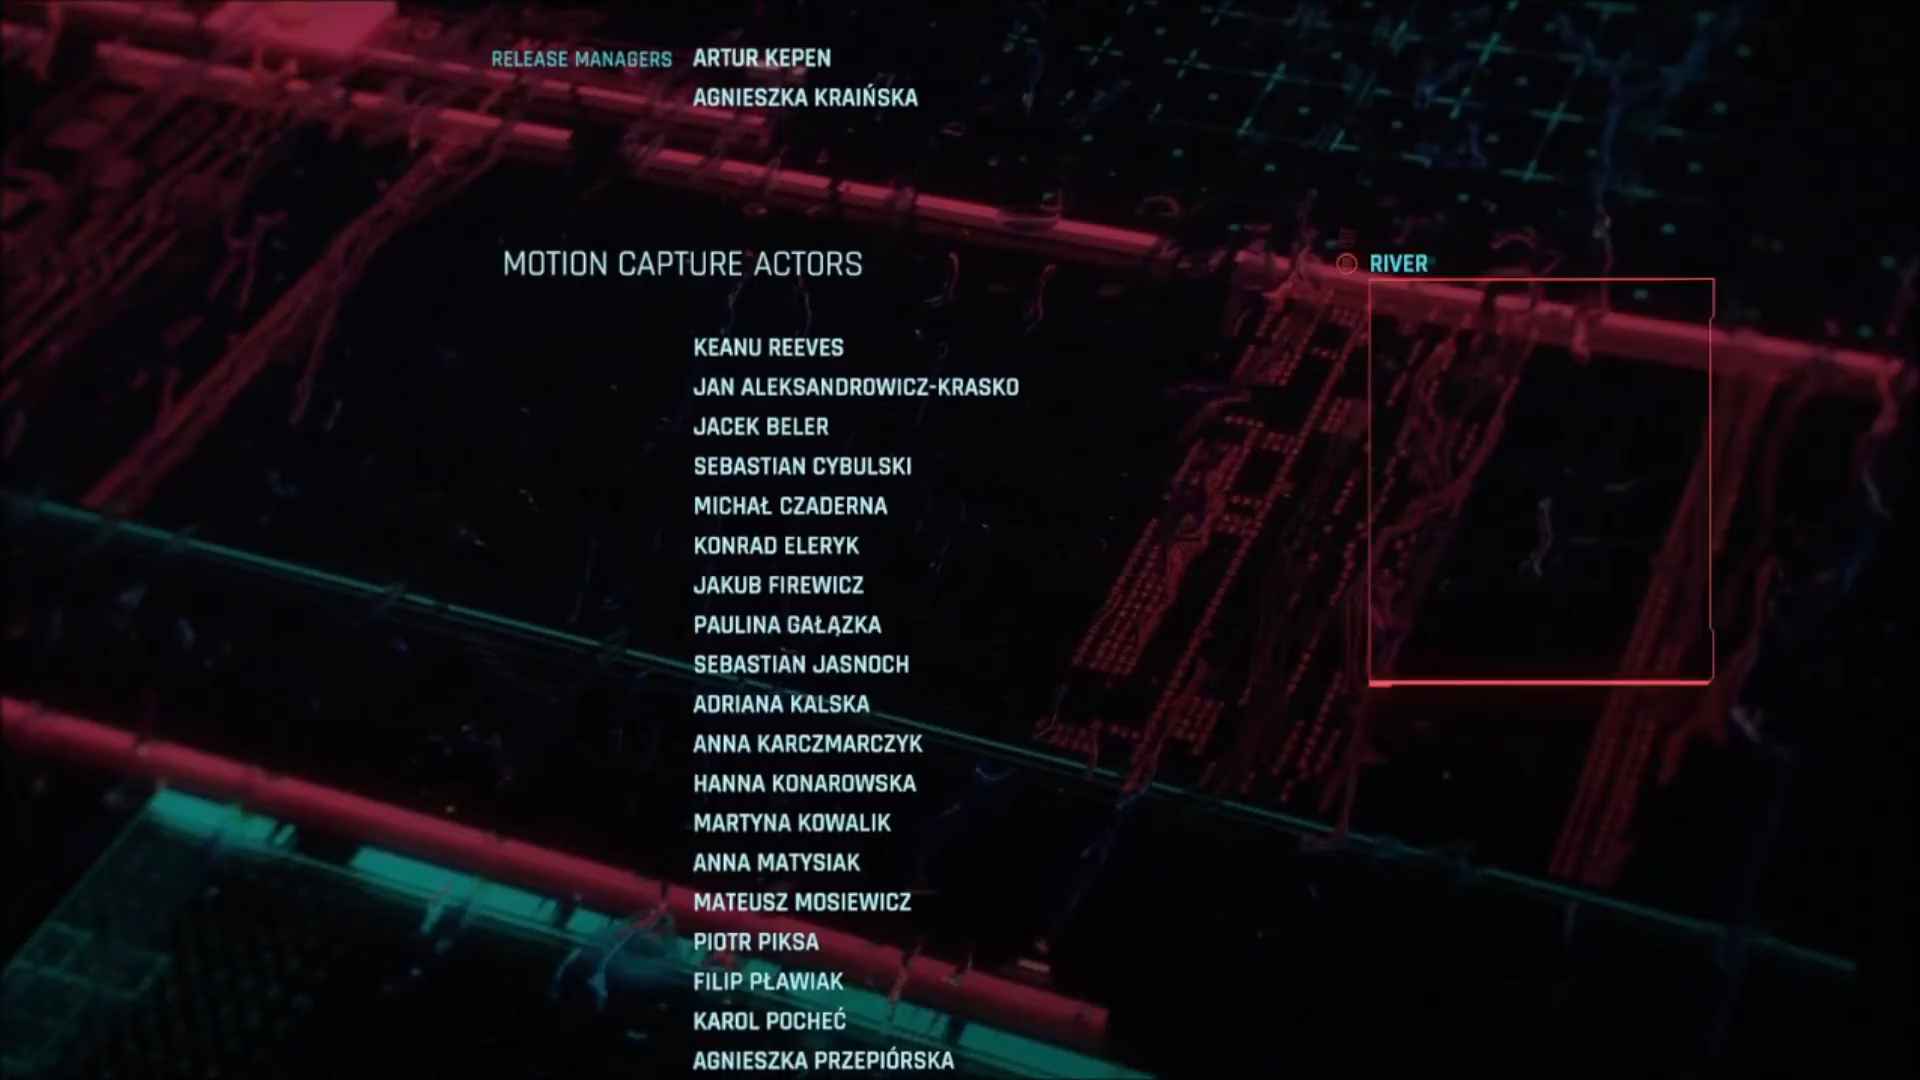 RELEASE MANAGERS ARTUR KEPEN
AGNIESZKA KRAIŃSKA
MOTION CAPTURE ACTORS
RIVER
KEANU REEVES
JAN ALEKSANDROWICZ-KRASKO
JACEK BELER
SEBASTIAN CYBULSKI
MICHAŁ CZADERNA
KONRAD ELERYK
JAKUB FIREWICZ
PAULINA GAŁĄZKA
SEBASTIAN JASNOCH
ADRIANA KALSKA
ANNA KARCZMARCZYK
HANNA KONAROWSKA
MARTYNA KOWALIK
ANNA MATYSIAK
MATEUSZ MOSIEWICZ
PIOTR PIKSA
FILIP PŁAWIAK
KAROL POCHEĆ
AGNIESZKA PRZEPIÓRSKA